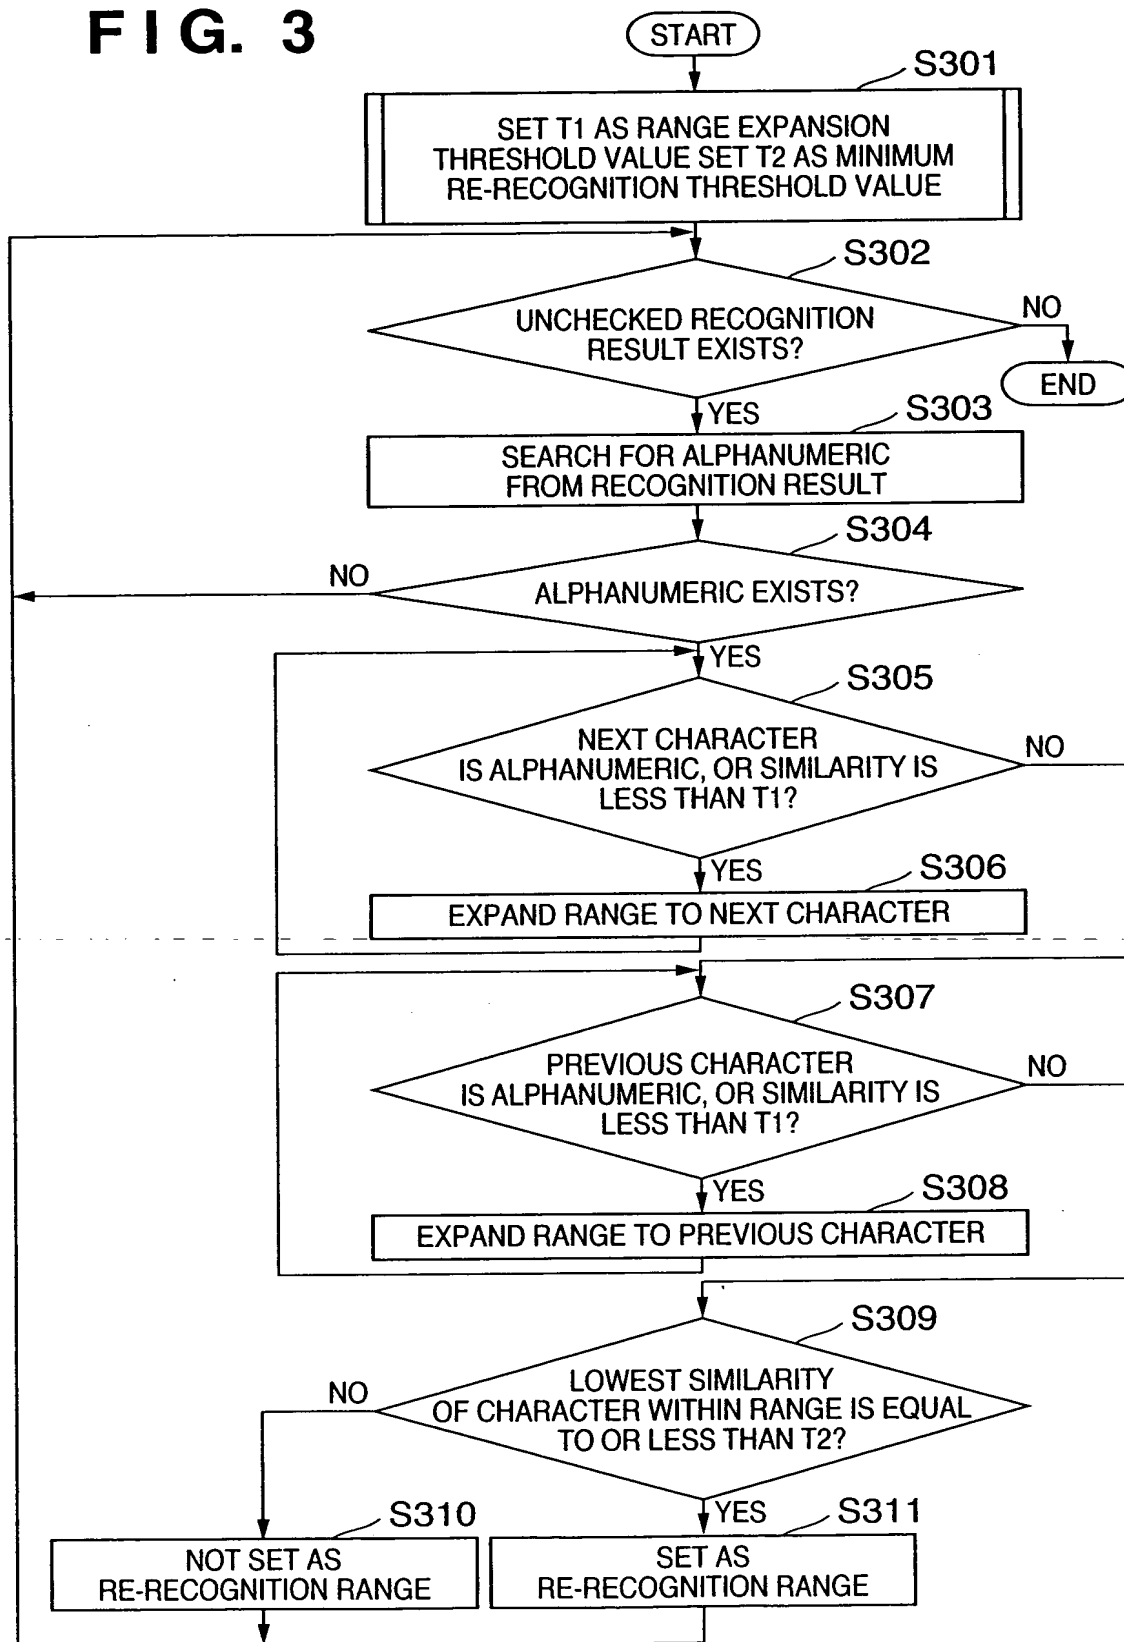 FIG. 3
START
S301
SET T1 AS RANGE EXPANSION
THRESHOLD VALUE SET T2 AS MINIMUM
RE-RECOGNITION THRESHOLD VALUE
S302
UNCHECKED RECOGNITION
RESULT EXISTS?
NO
END
YES
S303
SEARCH FOR ALPHANUMERIC
FROM RECOGNITION RESULT
S304
NO
ALPHANUMERIC EXISTS?
YES
S305
NEXT CHARACTER
IS ALPHANUMERIC, OR SIMILARITY IS
LESS THAN T1?
NO
YES
S306
EXPAND RANGE TO NEXT CHARACTER
S307
PREVIOUS CHARACTER
IS ALPHANUMERIC, OR SIMILARITY IS
LESS THAN T1?
NO
YES
S308
EXPAND RANGE TO PREVIOUS CHARACTER
S309
LOWEST SIMILARITY
OF CHARACTER WITHIN RANGE IS EQUAL
TO OR LESS THAN T2?
NO
YES
S310
NOT SET AS
RE-RECOGNITION RANGE
S311
SET AS
RE-RECOGNITION RANGE